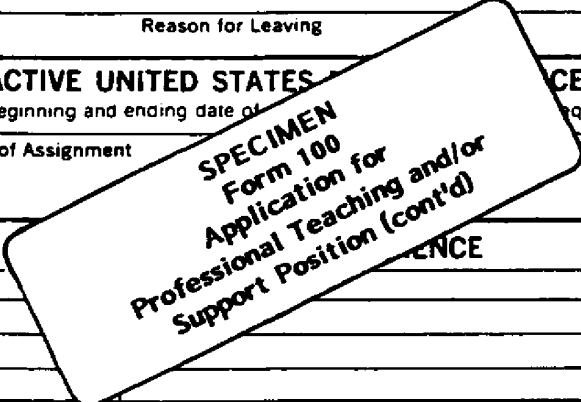 Reason for Leaving
ACTIVE UNITED STATES
beginning and ending date of
of Assignment
SPECIMEN
Form 100
Application for
Professional Teaching and/or
Support Position (cont'd)
ENCE